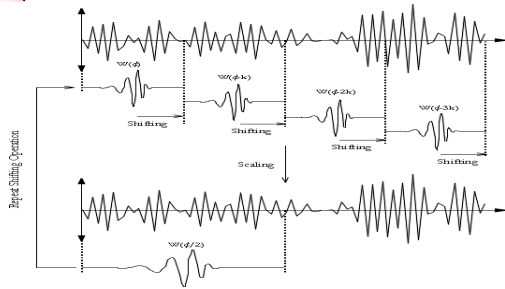 W(ϕ)
W(ϕ-k)
W(ϕ-2k)
W(ϕ-3k)
Shifting
Shifting
Shifting
Shifting
Scaling
Repeat Shifting Operation
W(ϕ/2)